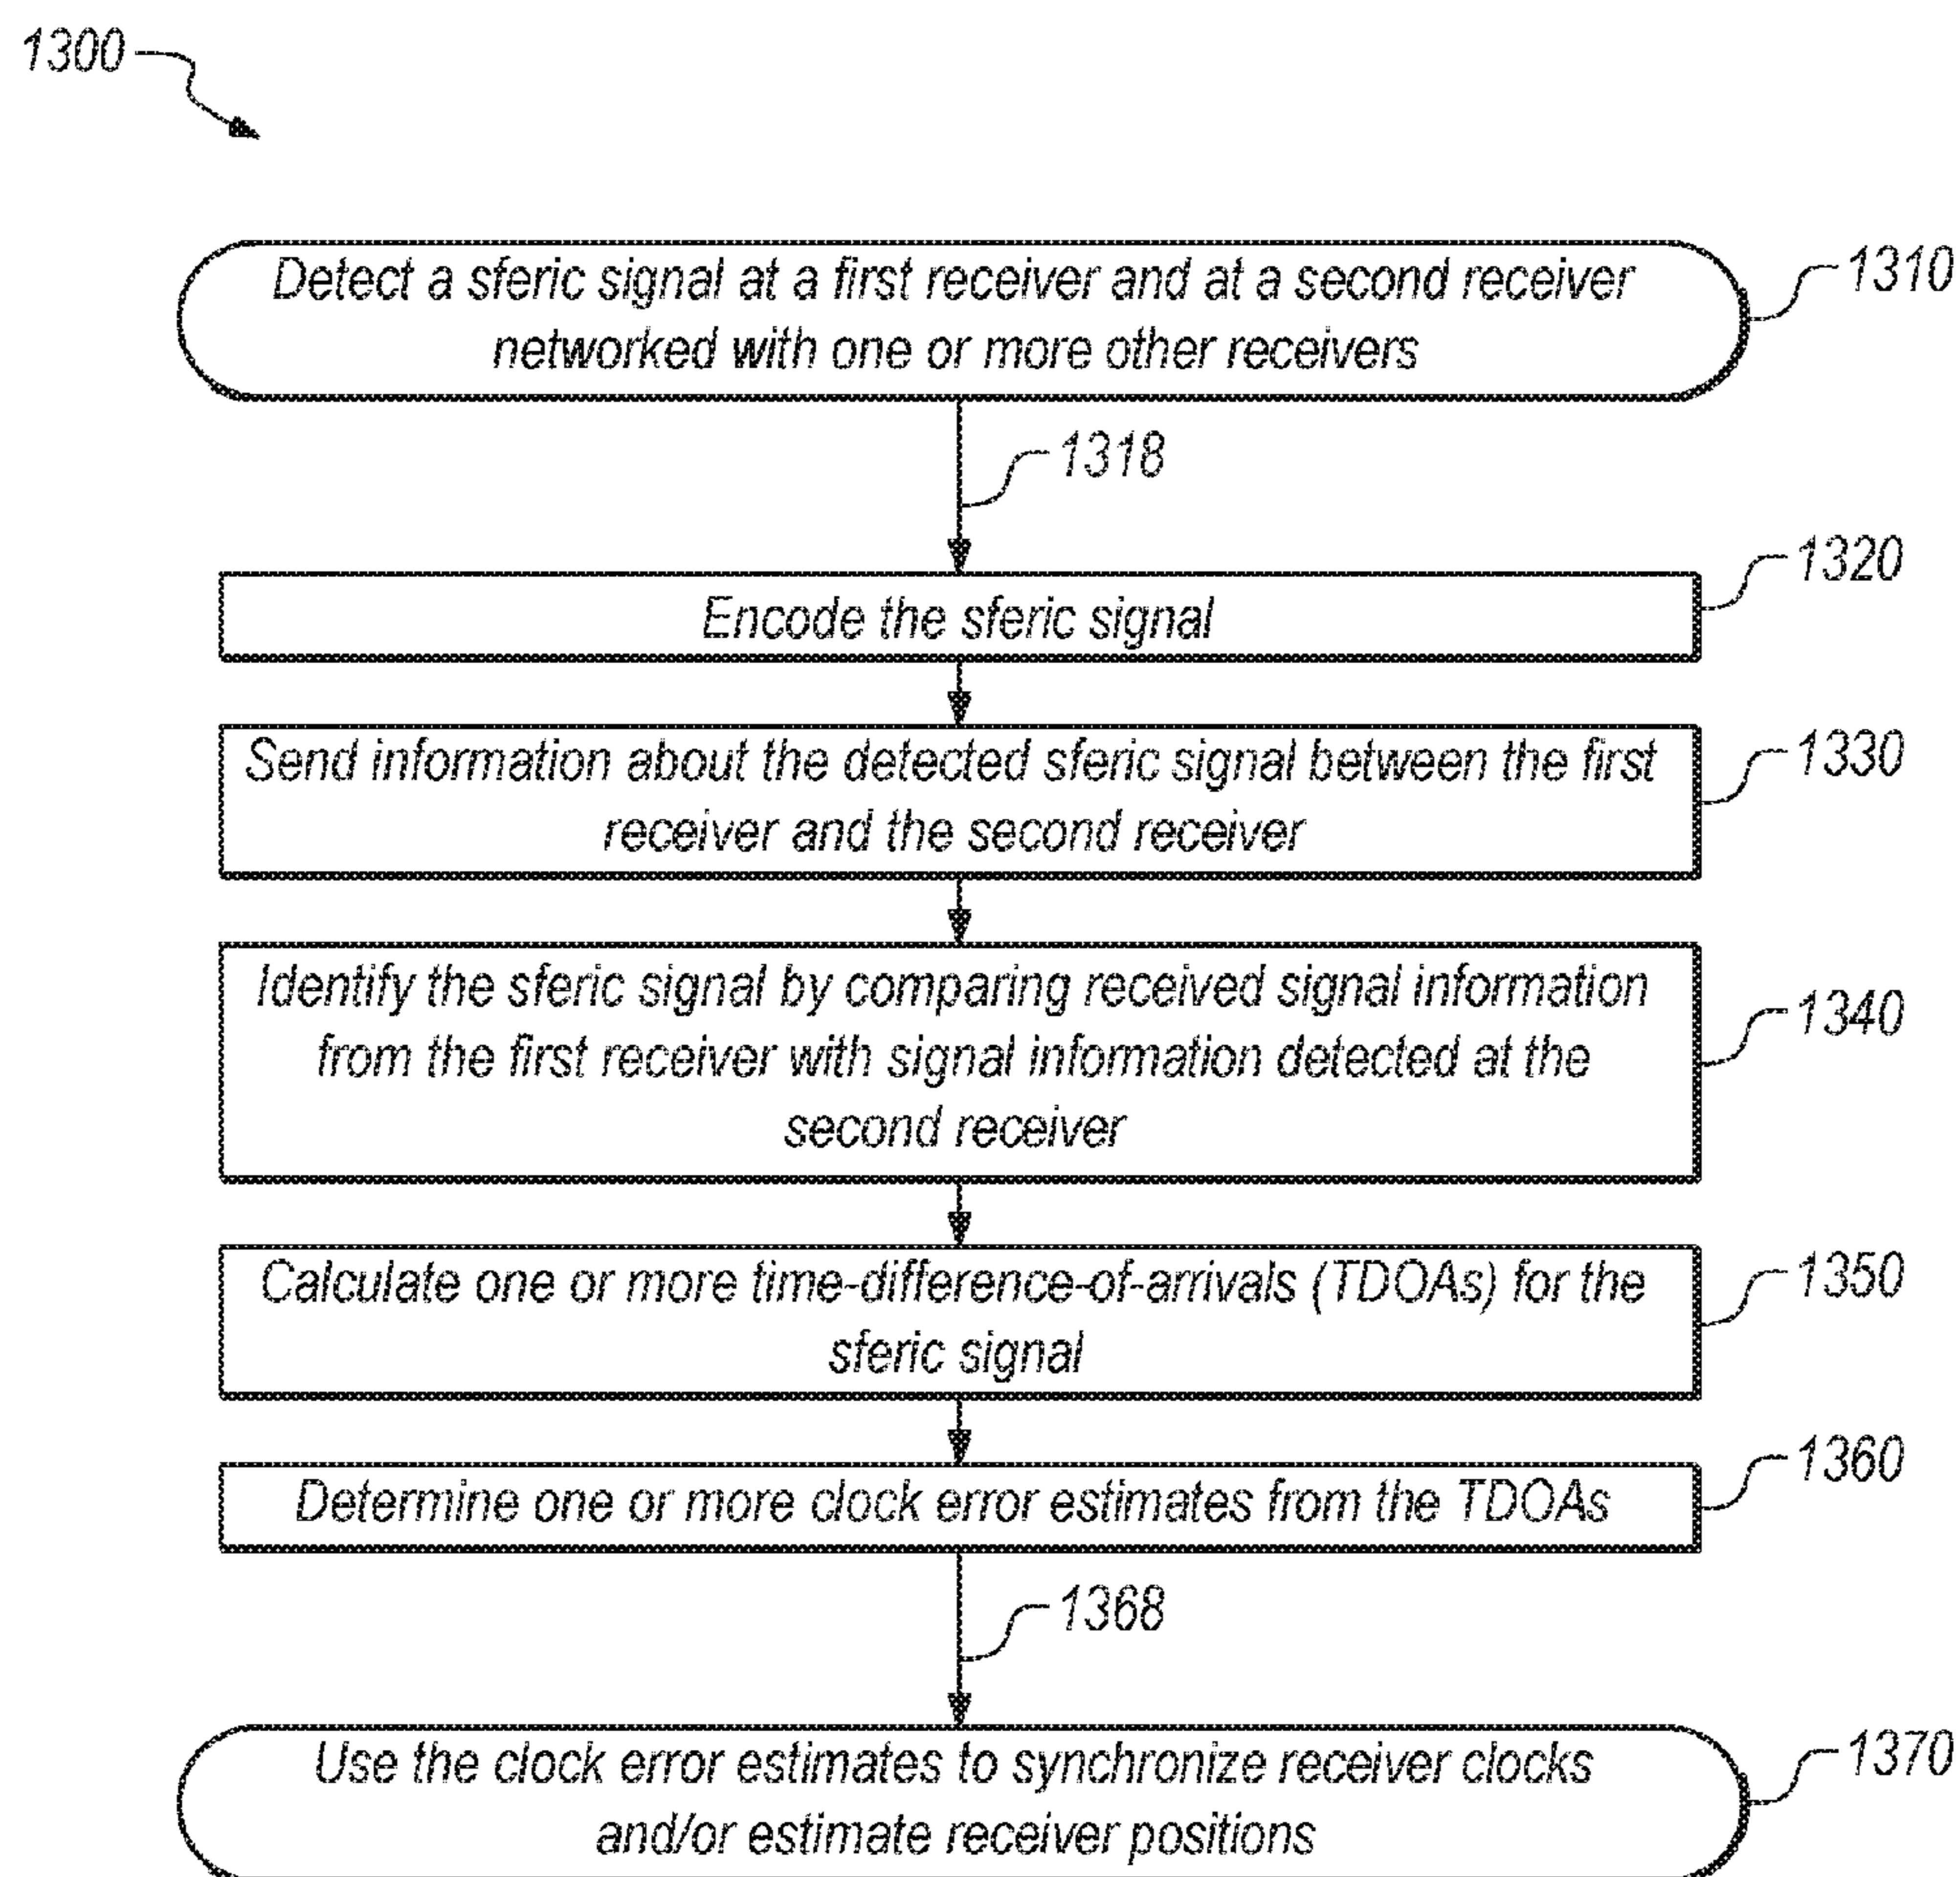 1300
Detect a sferic signal at a first receiver and at a second receiver
networked with one or more other receivers
1310
1318
Encode the sferic signal
1320
Send information about the detected sferic signal between the first
receiver and the second receiver
1330
Identify the sferic signal by comparing received signal information
from the first receiver with signal information detected at the
second receiver
1340
Calculate one or more time-difference-of-arrivals (TDOAs) for the
sferic signal
1350
Determine one or more clock error estimates from the TDOAs
1360
1368
Use the clock error estimates to synchronize receiver clocks
and/or estimate receiver positions
1370